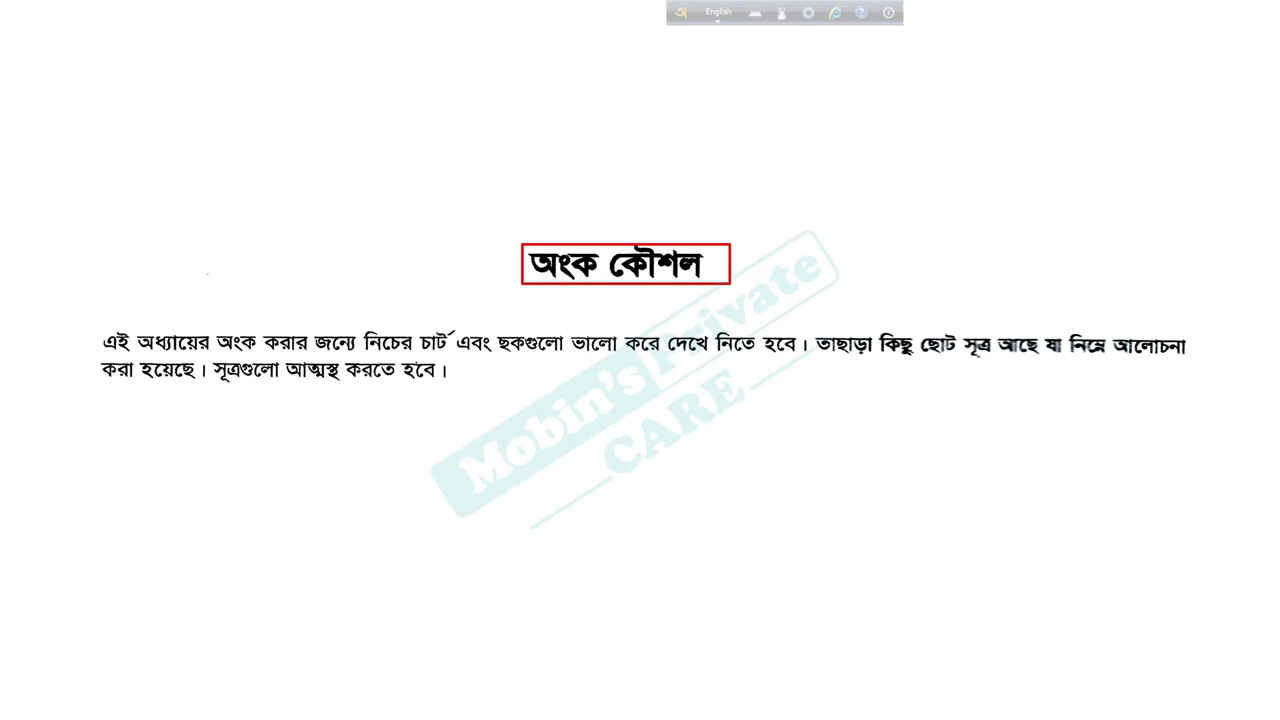 English
অংক কৌশল
এই অধ্যায়ের অংক করার জন্যে নিচের চার্ট এবং ছকগুলো ভালো করে দেখে নিতে হবে। তাছাড়া কিছু ছোট সূত্র আছে যা নিম্নে আলোচনা
করা হয়েছে। সূত্রগুলো আত্মস্থ করতে হবে।
Mobin's Private
CARE